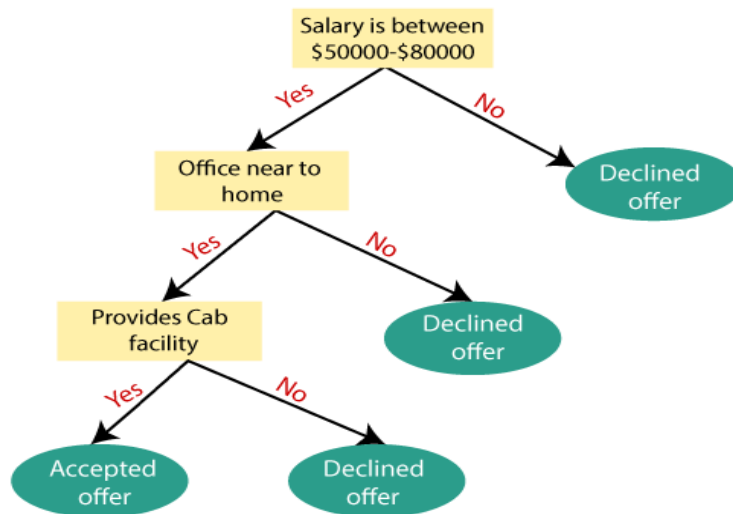 Salary is between
$50000-$80000
Yes
No
Office near to
home
Declined
offer
Yes
No
Provides Cab
facility
Declined
offer
Yes
No
Accepted
offer
Declined
offer